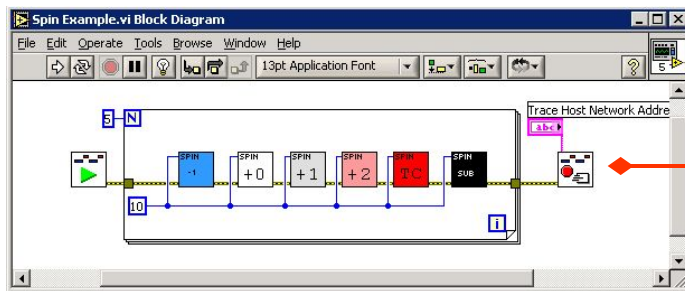 Spin Example.vi Block Diagram
File Edit Operate Tools Browse Window Help
13pt Application Font
?
5
Trace Host Network Addre
abc
5 N
SPIN -1
SPIN +0
SPIN +1
SPIN +2
SPIN TC
SPIN SUB
10
i